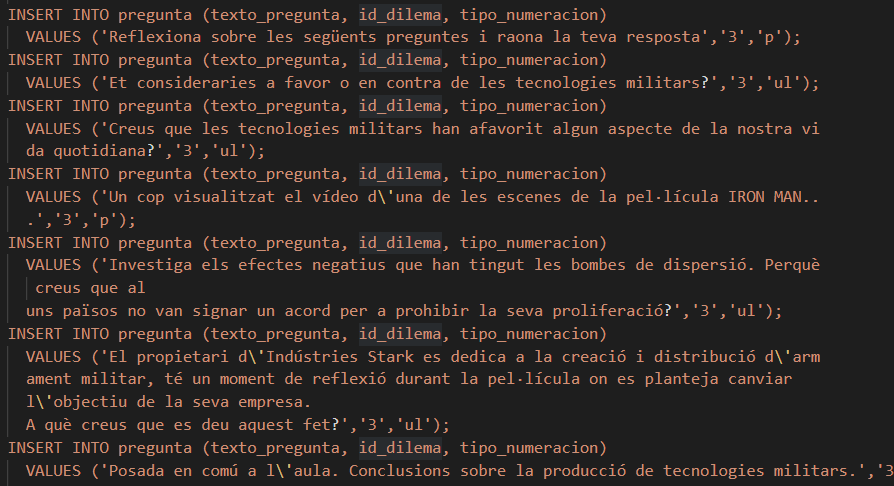 INSERT INTO pregunta (texto_pregunta, id_dilema, tipo_numeracion)
VALUES ('Reflexiona sobre les següents preguntes i raona la teva resposta','3','p');
INSERT INTO pregunta (texto_pregunta, id_dilema, tipo_numeracion)
VALUES ('Et consideraries a favor o en contra de les tecnologies militars?','3','ul');
INSERT INTO pregunta (texto_pregunta, id_dilema, tipo_numeracion)
VALUES ('Creus que les tecnologies militars han afavorit algun aspecte de la nostra vi
da quotidiana?','3','ul');
INSERT INTO pregunta (texto_pregunta, id_dilema, tipo_numeracion)
VALUES ('Un cop visualitzat el vídeo d\'una de les escenes de la pel·lícula IRON MAN..
.','3','p');
INSERT INTO pregunta (texto_pregunta, id_dilema, tipo_numeracion)
VALUES ('Investiga els efectes negatius que han tingut les bombes de dispersió. Perquè
creus que al
uns països no van signar un acord per a prohibir la seva proliferació?','3','ul');
INSERT INTO pregunta (texto_pregunta, id_dilema, tipo_numeracion)
VALUES ('El propietari d\'Indústries Stark es dedica a la creació i distribució d\'arm
ament militar, té un moment de reflexió durant la pel·lícula on es planteja canviar
l\'objectiu de la seva empresa.
A què creus que es deu aquest fet?','3','ul');
INSERT INTO pregunta (texto_pregunta, id_dilema, tipo_numeracion)
VALUES ('Posada en comú a l\'aula. Conclusions sobre la producció de tecnologies militars.','3